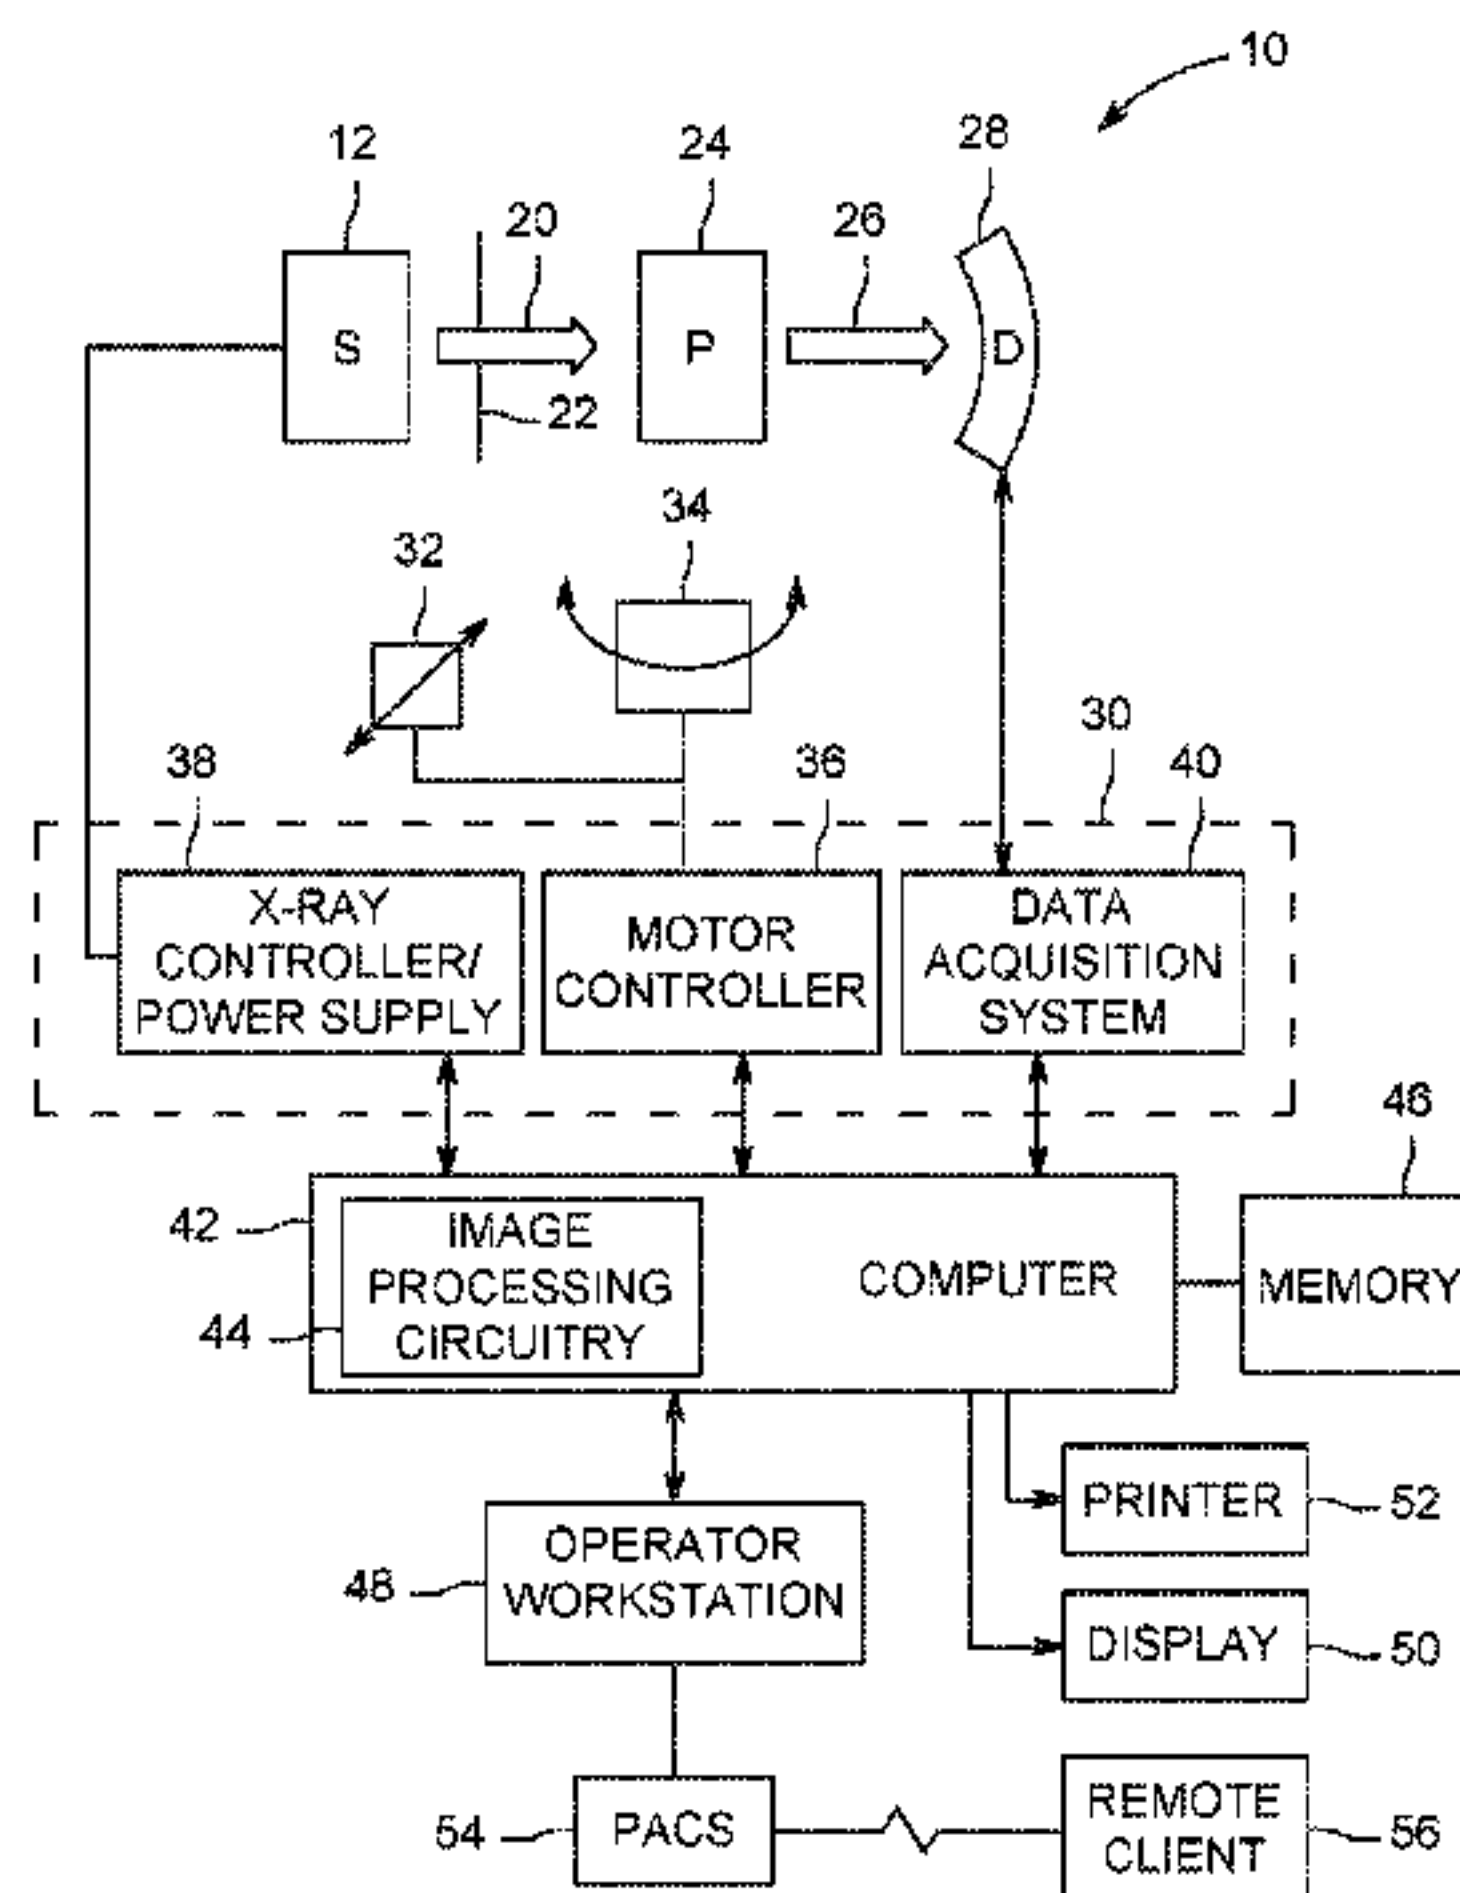 10
12
24
28
20
26
S
P
D
22
34
32
30
38
36
40
X-RAY
CONTROLLER/
POWER SUPPLY
MOTOR
CONTROLLER
DATA
ACQUISITION
SYSTEM
46
42
IMAGE
PROCESSING
CIRCUITRY
COMPUTER
MEMORY
44
PRINTER
52
OPERATOR
WORKSTATION
48
DISPLAY
50
54
PACS
REMOTE
CLIENT
56